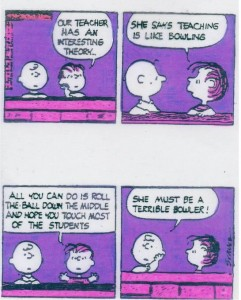 OUR TEACHER
HAS AN
INTERESTING
THEORY..
SHE SAYS TEACHING
IS LIKE BOWLING
ALL YOU CAN DO IS ROLL
THE BALL DOWN THE MIDDLE
AND HOPE YOU TOUCH MOST
OF THE STUDENTS
SHE MUST BE A
TERRIBLE BOWLER!